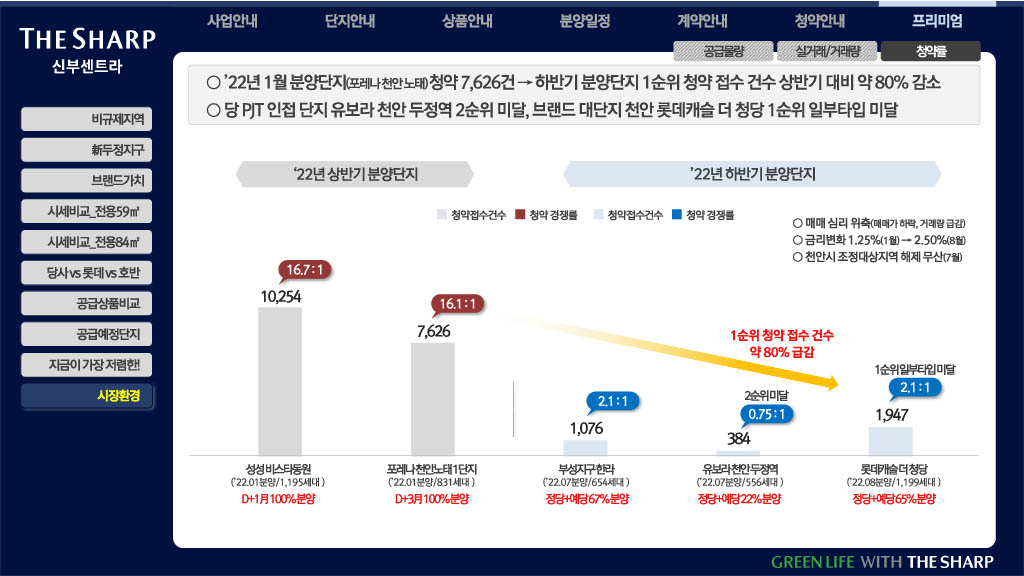 사업안내 단지안내 상품안내 분양일정 계약안내 청약안내 프리미엄
THE SHARP
신부센트라
공급물량 실거래/거래량 청약률
○ ’22년 1월 분양단지(포레나 천안 노태) 청약 7,626건 → 하반기 분양단지 1순위 청약 접수 건수 상반기 대비 약 80% 감소
○ 당 PJT 인접 단지 유보라 천안 두정역 2순위 미달, 브랜드 대단지 천안 롯데캐슬 더 청당 1순위 일부타입 미달
비규제지역
新두정지구
브랜드가치
시세비교_전용59㎡
시세비교_전용84㎡
당사 vs 롯데 vs 호반
공급상품비교
공급예정단지
지금이 가장 저렴한!
시장환경
‘22년 상반기 분양단지 ’22년 하반기 분양단지
청약접수건수 청약 경쟁률 청약접수건수 청약 경쟁률
○ 매매 심리 위축(매매가 하락, 거래량 급감)
○ 금리변화 1.25%(1월) → 2.50%(8월)
○ 천안시 조정대상지역 해제 무산(7월)
16.7 : 1
10,254
16.1 : 1
7,626
1순위 청약 접수 건수
약 80% 급감
2.1 : 1
1,076
2순위미달
0.75 : 1
384
1순위일부타입미달
2.1 : 1
1,947
성성 비스타동원 포레나 천안노태 1단지 부성지구한라 유보라 천안 두정역 롯데캐슬 더 청당
(’22.01분양/1,195세대 ) (’22.01분양/831세대 ) (’22.07분양/654세대 ) (’22.07분양/556세대 ) (’22.08분양/1,199세대 )
D+1月 100%분양 D+3月 100%분양 정당+예당67%분양 정당+예당22%분양 정당+예당65%분양
GREEN LIFE WITH THE SHARP